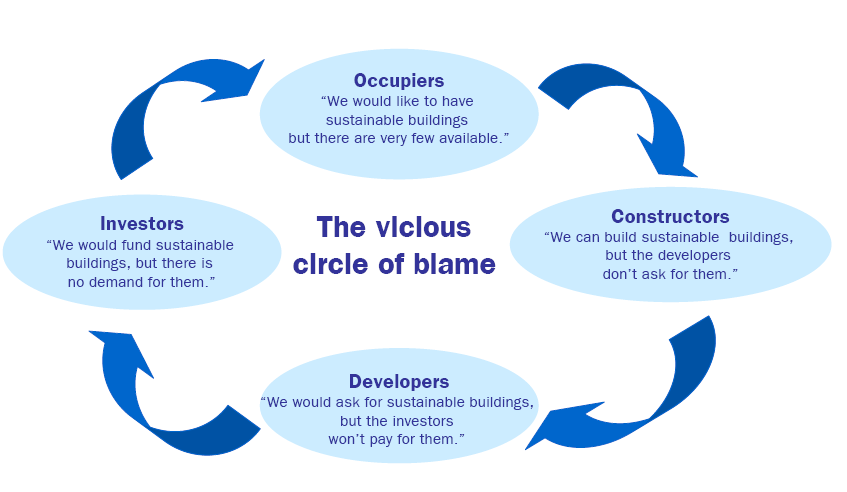 Occupiers
“We would like to have
sustainable buildings
but there are very few available.”
The vicious
circle of blame
Investors
“We would fund sustainable
buildings, but there is
no demand for them.”
Constructors
“We can build sustainable  buildings,
but the developers
don’t ask for them.”
Developers
“We would ask for sustainable buildings,
but the investors
won’t pay for them.”